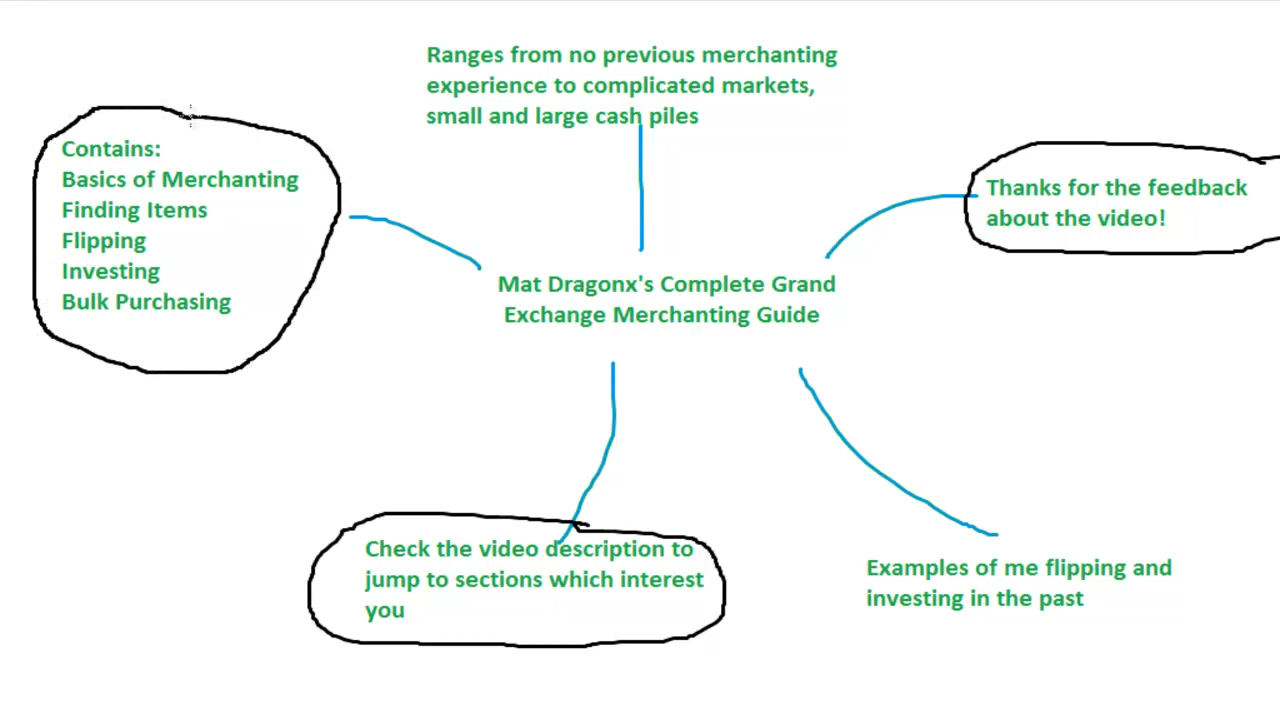 Ranges from no previous merchanting
experience to complicated markets,
small and large cash piles
Contains:
Basics of Merchanting
Finding Items
Flipping
Investing
Bulk Purchasing
Thanks for the feedback
about the video!
Mat Dragonx's Complete Grand
Exchange Merchanting Guide
Check the video description to
jump to sections which interest
you
Examples of me flipping and
investing in the past